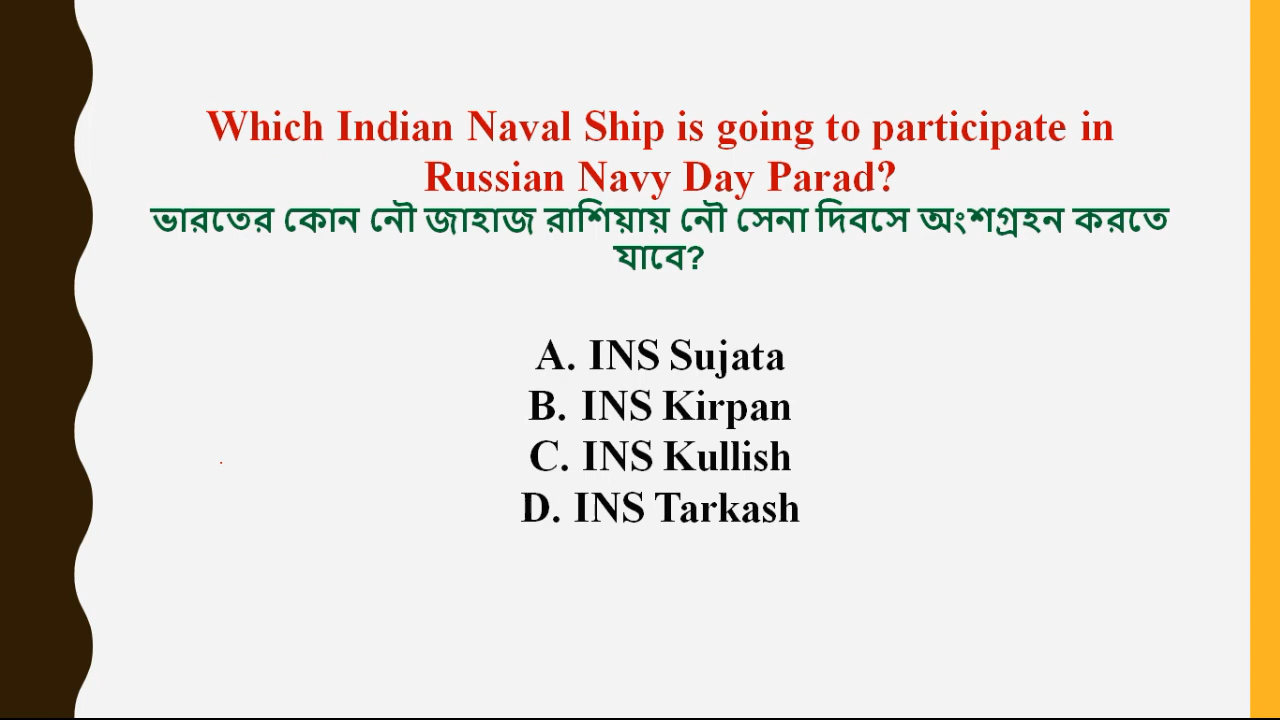 Which Indian Naval Ship is going to participate in
Russian Navy Day Parad?
ভারতের কোন নৌ জাহাজ রাশিয়ায় নৌ সেনা দিবসে অংশগ্রহন করতে
যাবে?
A. INS Sujata
B. INS Kirpan
C. INS Kullish
D. INS Tarkash